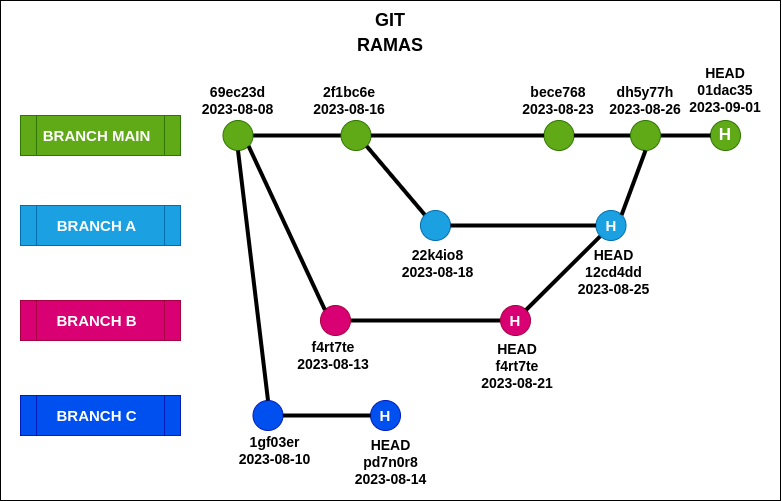 GIT
RAMAS
69ec23d
2023-08-08
2f1bc6e
2023-08-16
bece768
2023-08-23
dh5y77h
2023-08-26
HEAD
01dac35
2023-09-01
BRANCH MAIN
H
BRANCH A
H
22k4io8
2023-08-18
HEAD
12cd4dd
2023-08-25
BRANCH B
H
f4rt7te
2023-08-13
HEAD
f4rt7te
2023-08-21
BRANCH C
H
1gf03er
2023-08-10
HEAD
pd7n0r8
2023-08-14